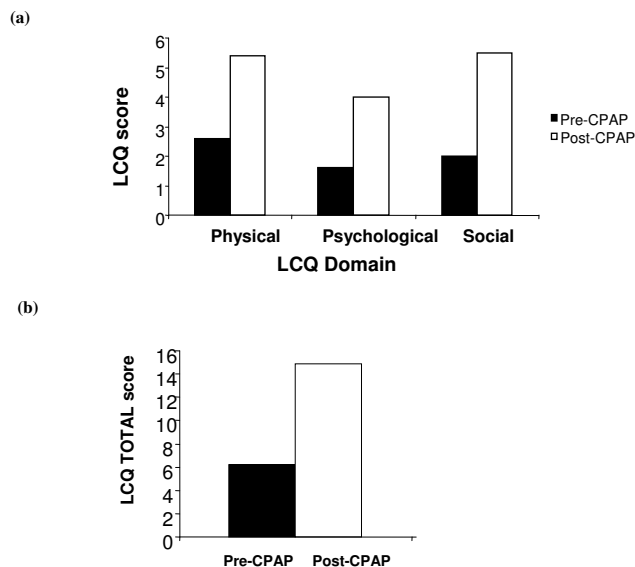 (a)
LCQ score
6
5
4
3
2
1
0
Pre-CPAP
Post-CPAP
Physical Psychological Social
LCQ Domain
(b)
LCQ TOTAL score
16
14
12
10
8
6
4
2
0
Pre-CPAP Post-CPAP